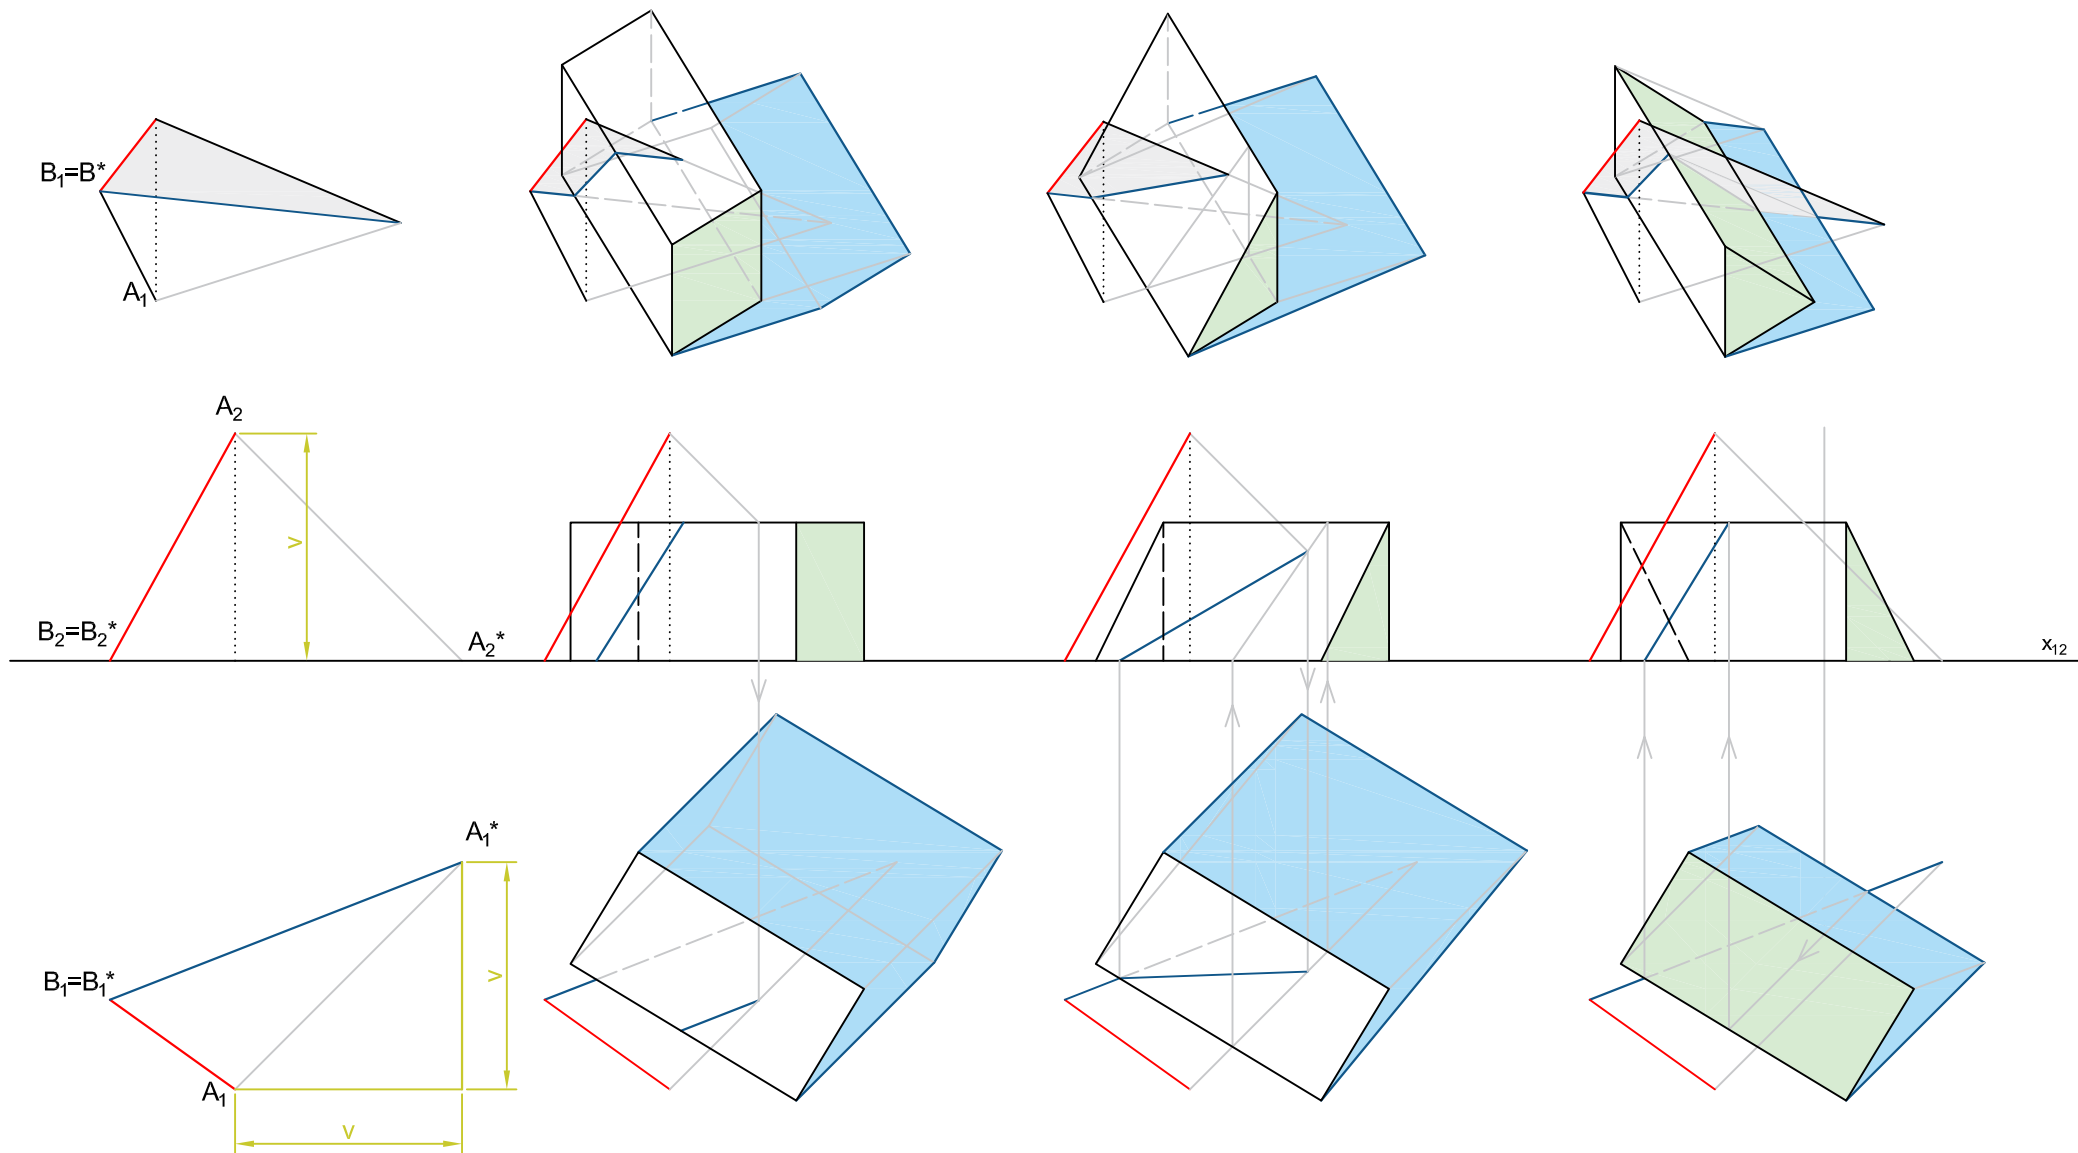 B₁=B*
A₁
A₂
v
B₂=B₂*
A₂*
x₁₂
A₁*
v
B₁=B₁*
A₁
v